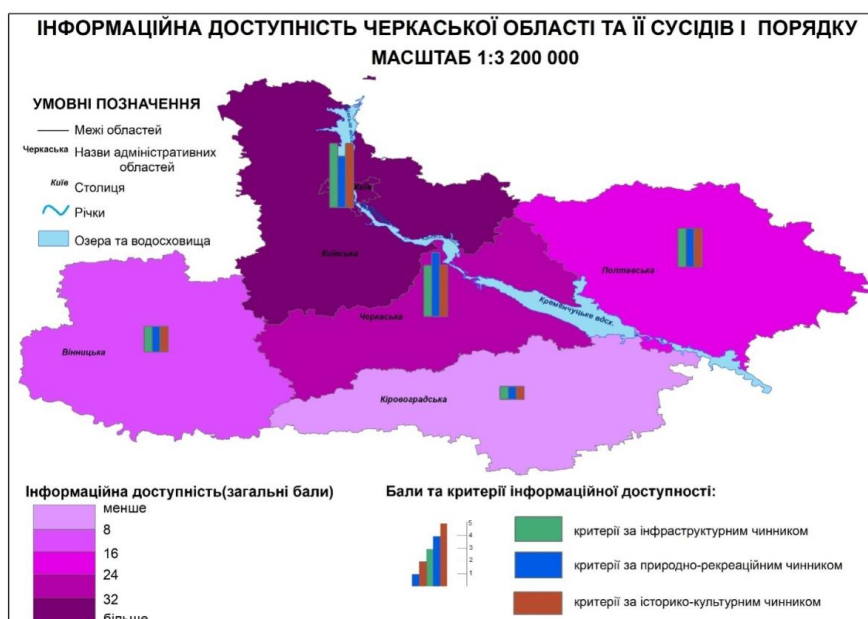 ІНФОРМАЦІЙНА ДОСТУПНІСТЬ ЧЕРКАСЬКОЇ ОБЛАСТІ ТА ЇЇ СУСІДІВ І ПОРЯДКУ
МАСШТАБ 1:3 200 000
УМОВНІ ПОЗНАЧЕННЯ
Межі областей
Черкаська Назви адміністративних
областей
Київ Столиця
Річки
Озера та водосховища
Київ
Київська
Полтавська
Черкаська
Кременчуцьке вдсх.
Вінницька
Кіровоградська
Інформаційна доступність(загальні бали)
менше
8
16
24
32
більше
Бали та критерії інформаційної доступності:
5
4
3
2
1
критерії за інфраструктурним чинником
критерії за природно-рекреаційним чинником
критерії за історико-культурним чинником